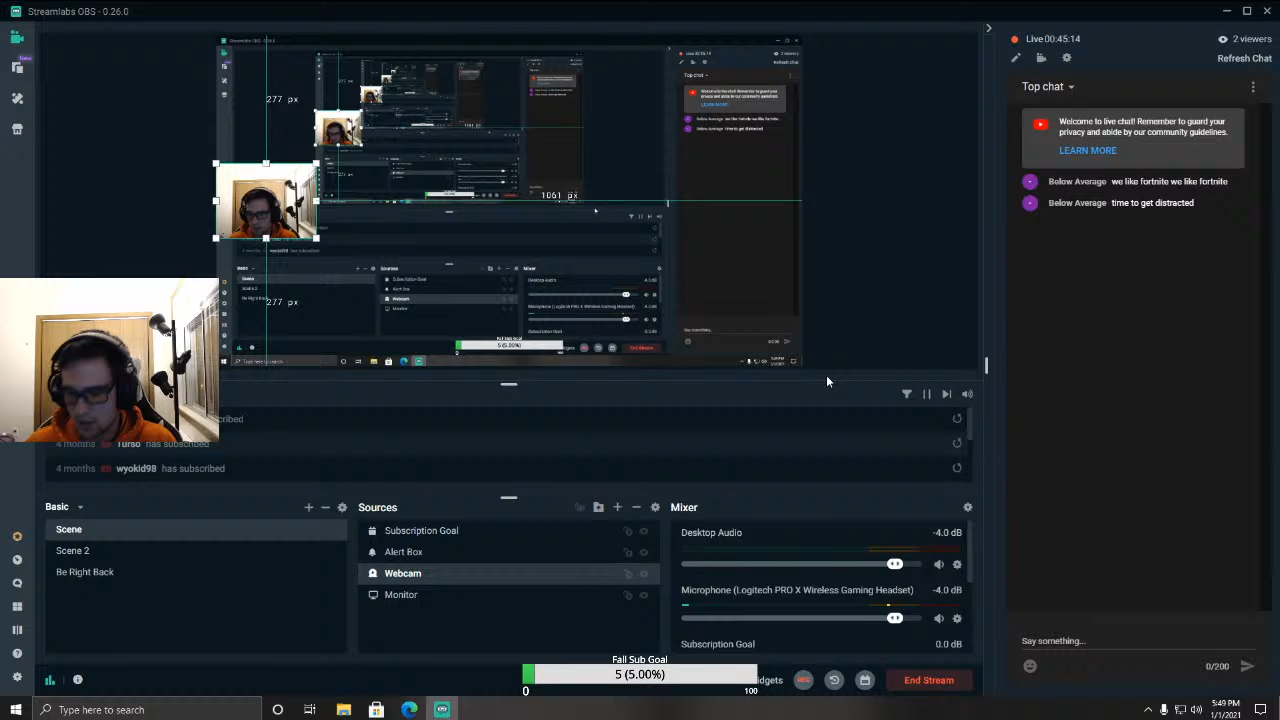 Streamlabs OBS - 0.26.0
Live 00:45:14
2 viewers
Refresh Chat
Top chat
Welcome to live chat! Remember to guard your
privacy and abide by our community guidelines.
LEARN MORE
Below Average we like fortnite we like fortnite
Below Average time to get distracted
277 px
1061 px
277 px
4 months Turso has subscribed
4 months wyokid98 has subscribed
Basic
Scene
Scene 2
Be Right Back
Sources
Subscription Goal
Alert Box
Webcam
Monitor
Mixer
Desktop Audio -4.0 dB
Microphone (Logitech PRO X Wireless Gaming Headset) -4.0 dB
Subscription Goal 0.0 dB
Say something...
0/200
Fall Sub Goal
5 (5.00%)
0 100
REC
End Stream
Type here to search
5:49 PM
1/1/2021